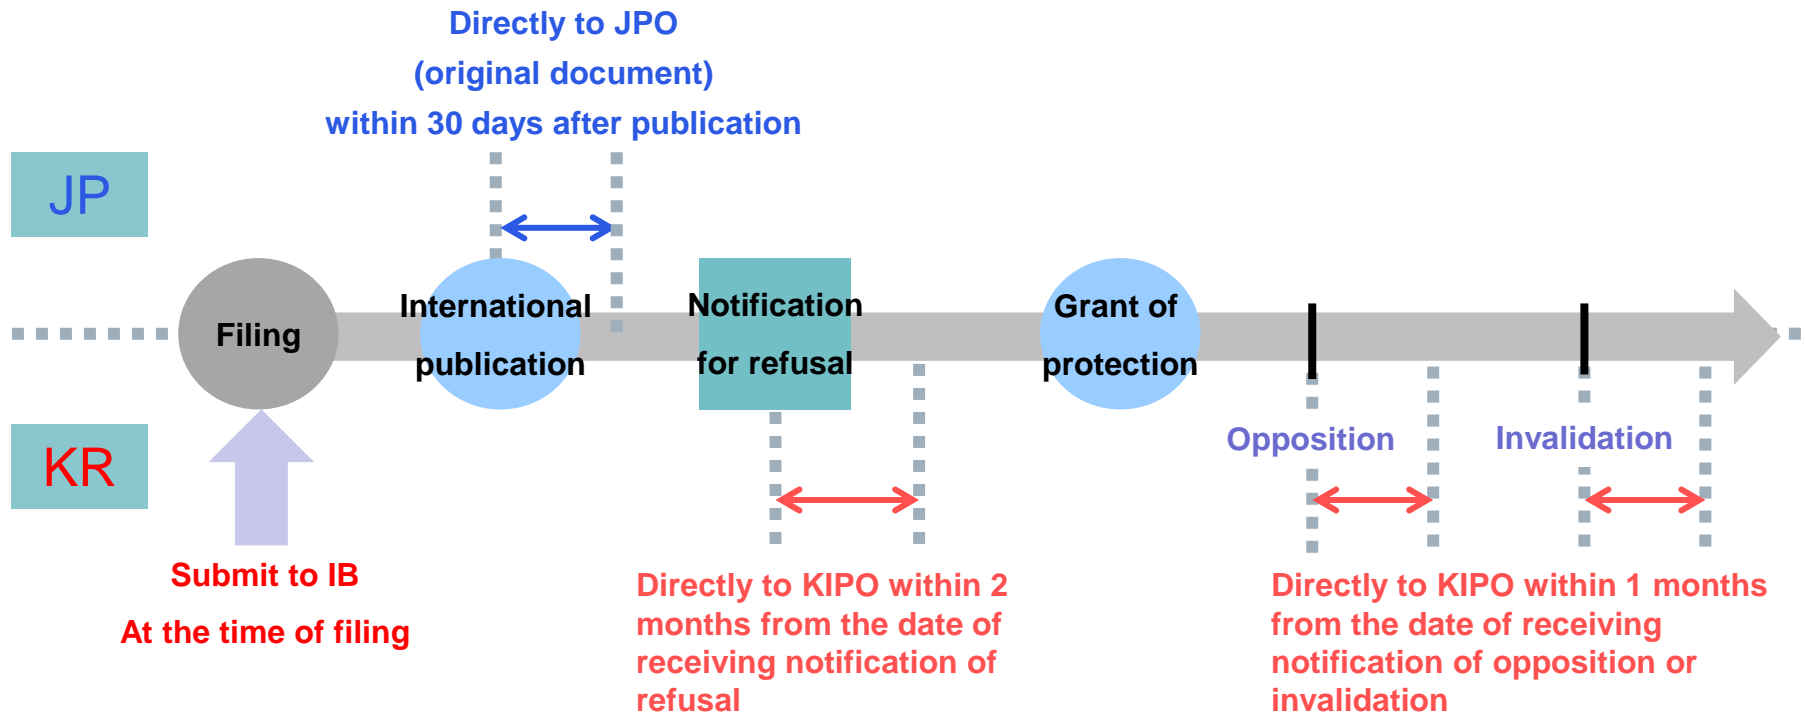 Directly to JPO
(original document)
within 30 days after publication
JP
Filing
International
publication
Notification
for refusal
Grant of
protection
KR
Opposition
Invalidation
Submit to IB
At the time of filing
Directly to KIPO within 2
months from the date of
receiving notification of
refusal
Directly to KIPO within 1 months
from the date of receiving
notification of opposition or
invalidation